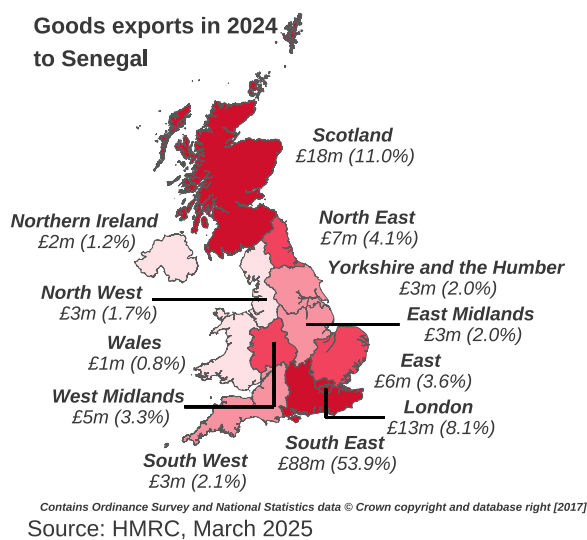 Goods exports in 2024
to Senegal
Scotland
£18m (11.0%)
Northern Ireland
£2m (1.2%)
North East
£7m (4.1%)
Yorkshire and the Humber
£3m (2.0%)
North West
£3m (1.7%)
East Midlands
£3m (2.0%)
Wales
£1m (0.8%)
East
£6m (3.6%)
West Midlands
£5m (3.3%)
London
£13m (8.1%)
South East
£88m (53.9%)
South West
£3m (2.1%)
Contains Ordinance Survey and National Statistics data © Crown copyright and database right [2017]
Source: HMRC, March 2025